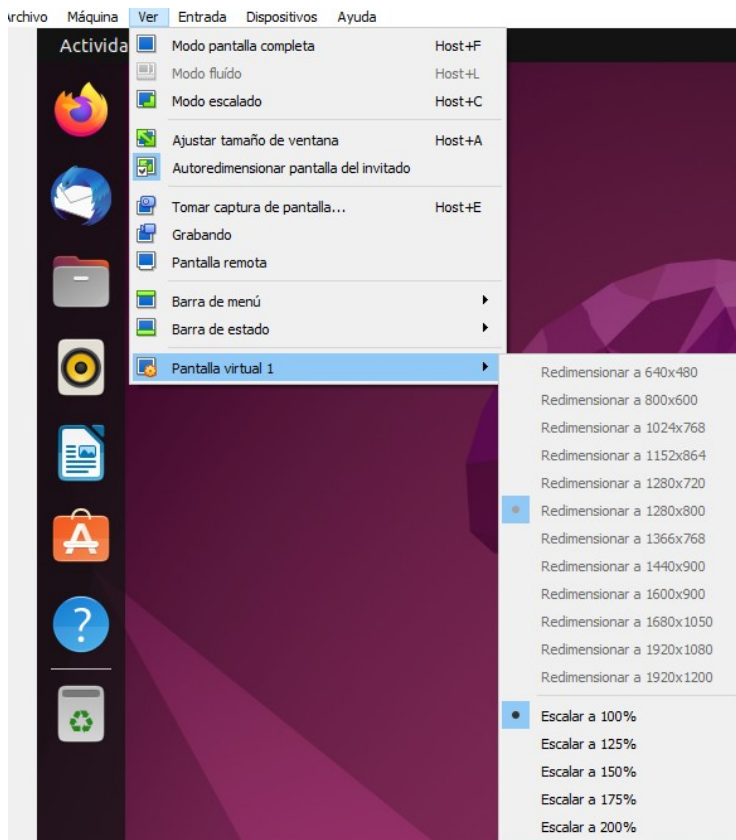 Archivo Máquina Ver Entrada Dispositivos Ayuda
Activida
Modo pantalla completa Host+F
Modo fluído Host+L
Modo escalado Host+C
Ajustar tamaño de ventana Host+A
Autoredimensionar pantalla del invitado
Tomar captura de pantalla... Host+E
Grabando
Pantalla remota
Barra de menú
Barra de estado
Pantalla virtual 1
Redimensionar a 640x480
Redimensionar a 800x600
Redimensionar a 1024x768
Redimensionar a 1152x864
Redimensionar a 1280x720
Redimensionar a 1280x800
Redimensionar a 1366x768
Redimensionar a 1440x900
Redimensionar a 1600x900
Redimensionar a 1680x1050
Redimensionar a 1920x1080
Redimensionar a 1920x1200
Escalar a 100%
Escalar a 125%
Escalar a 150%
Escalar a 175%
Escalar a 200%